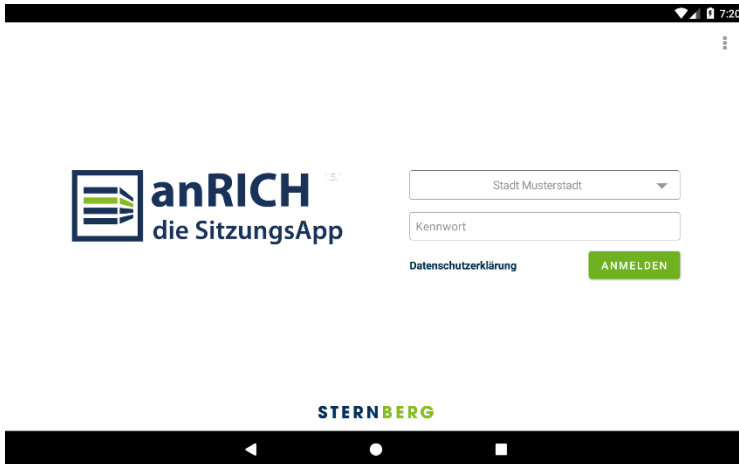 7:20
anRICH
die SitzungsApp
Stadt Musterstadt
Kennwort
Datenschutzerklärung
ANMELDEN
STERNBERG